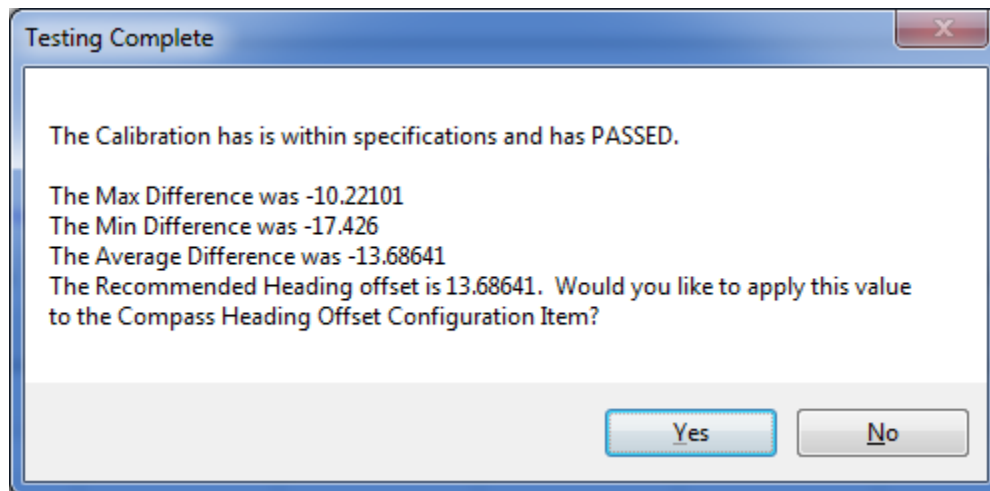 Testing Complete
The Calibration has is within specifications and has PASSED.
The Max Difference was -10.22101
The Min Difference was -17.426
The Average Difference was -13.68641
The Recommended Heading offset is 13.68641.  Would you like to apply this value
to the Compass Heading Offset Configuration Item?
Yes
No